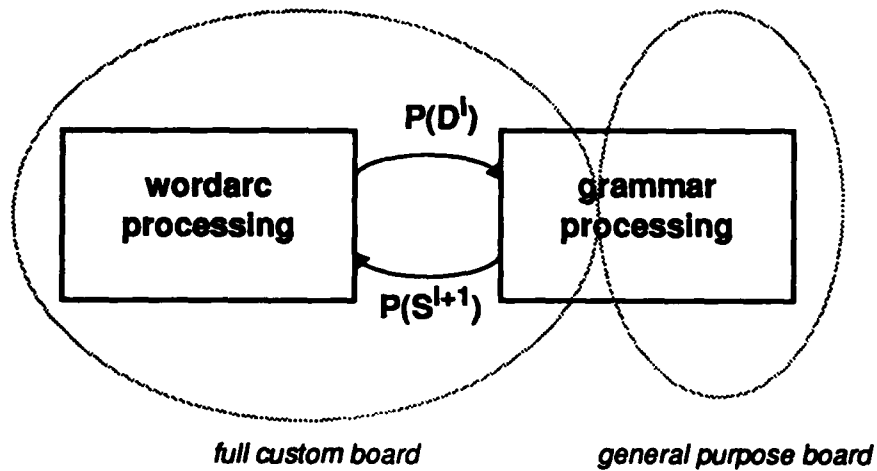 P(D^i)
wordarc
processing
grammar
processing
P(S^i+1)
full custom board
general purpose board